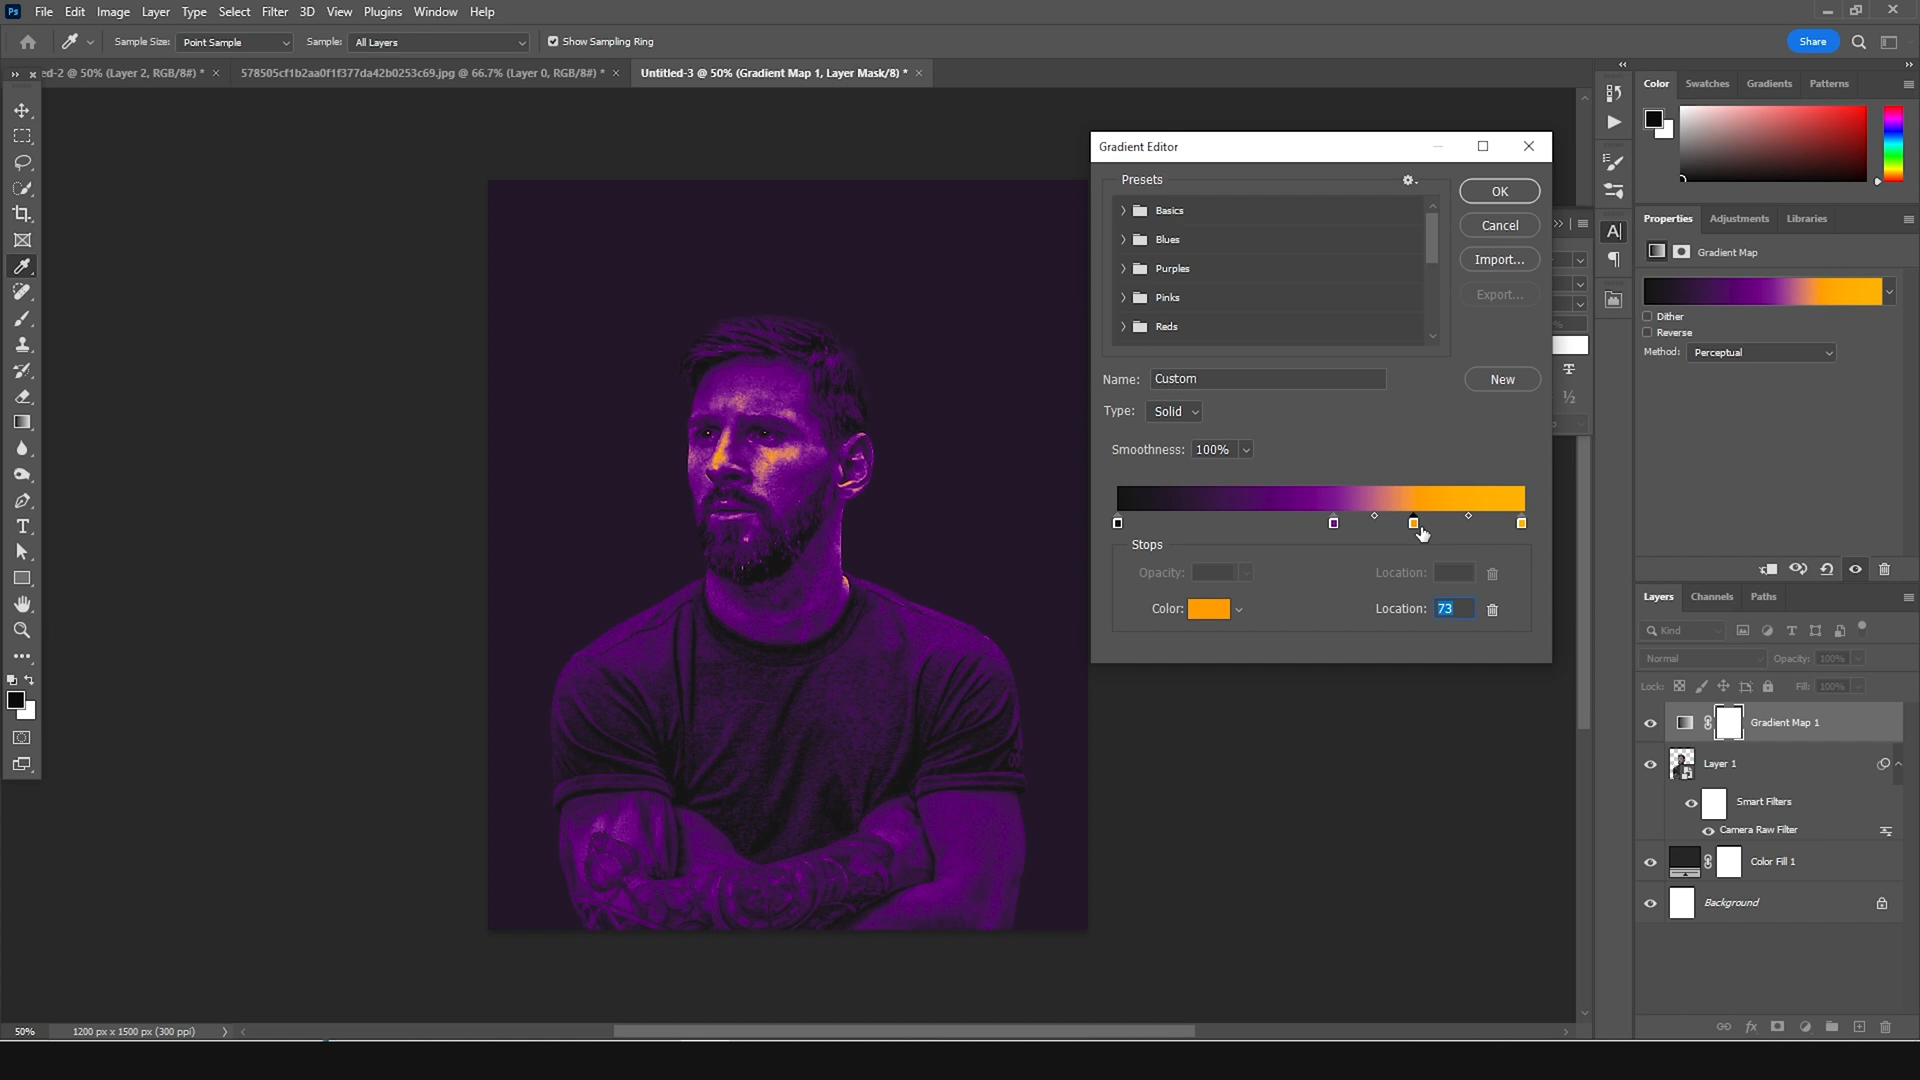 Ps File Edit Image Layer Type Select Filter 3D View Plugins Window Help
Sample Size: Point Sample Sample: All Layers Show Sampling Ring Share
ed-2 @ 50% (Layer 2, RGB/8#) * × 578505cf1b2aa0f1f377da42b0253c69.jpg @ 66.7% (Layer 0, RGB/8#) * × Untitled-3 @ 50% (Gradient Map 1, Layer Mask/8) * ×
Color Swatches Gradients Patterns
Gradient Editor
Presets
Basics
Blues
Purples
Pinks
Reds
OK
Cancel
Import...
Export...
Name: Custom
New
Type: Solid
Smoothness: 100%
Stops
Opacity: Location:
Color: Location: 73
Properties Adjustments Libraries
Gradient Map
Dither
Reverse
Method: Perceptual
Layers Channels Paths
Kind
Normal Opacity: 100%
Lock: Fill: 100%
Gradient Map 1
Layer 1
Smart Filters
Camera Raw Filter
Color Fill 1
Background
50% 1200 px x 1500 px (300 ppi)